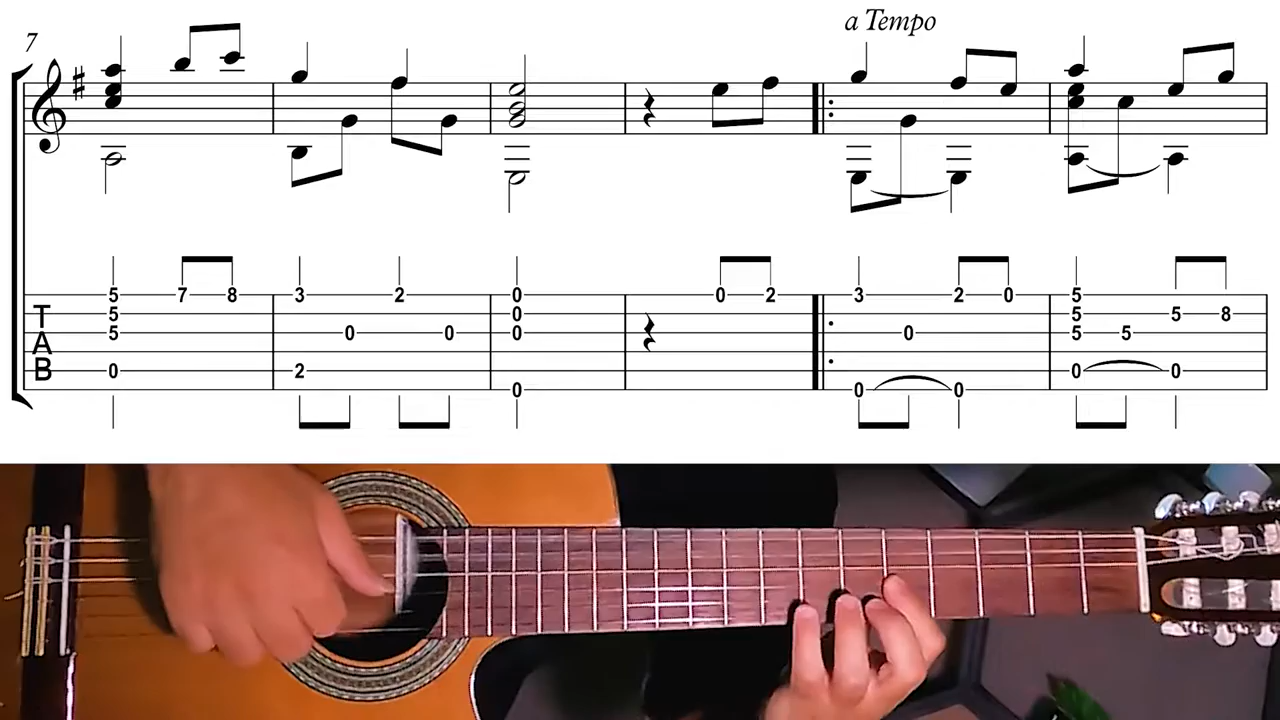 a Tempo
7
5 7 8 3 2 0 0 2 3 2 0 5
T 5 0 5 5 8
A 5 0 0 0 0 5 5
B 0 2 0 0
0 0 0